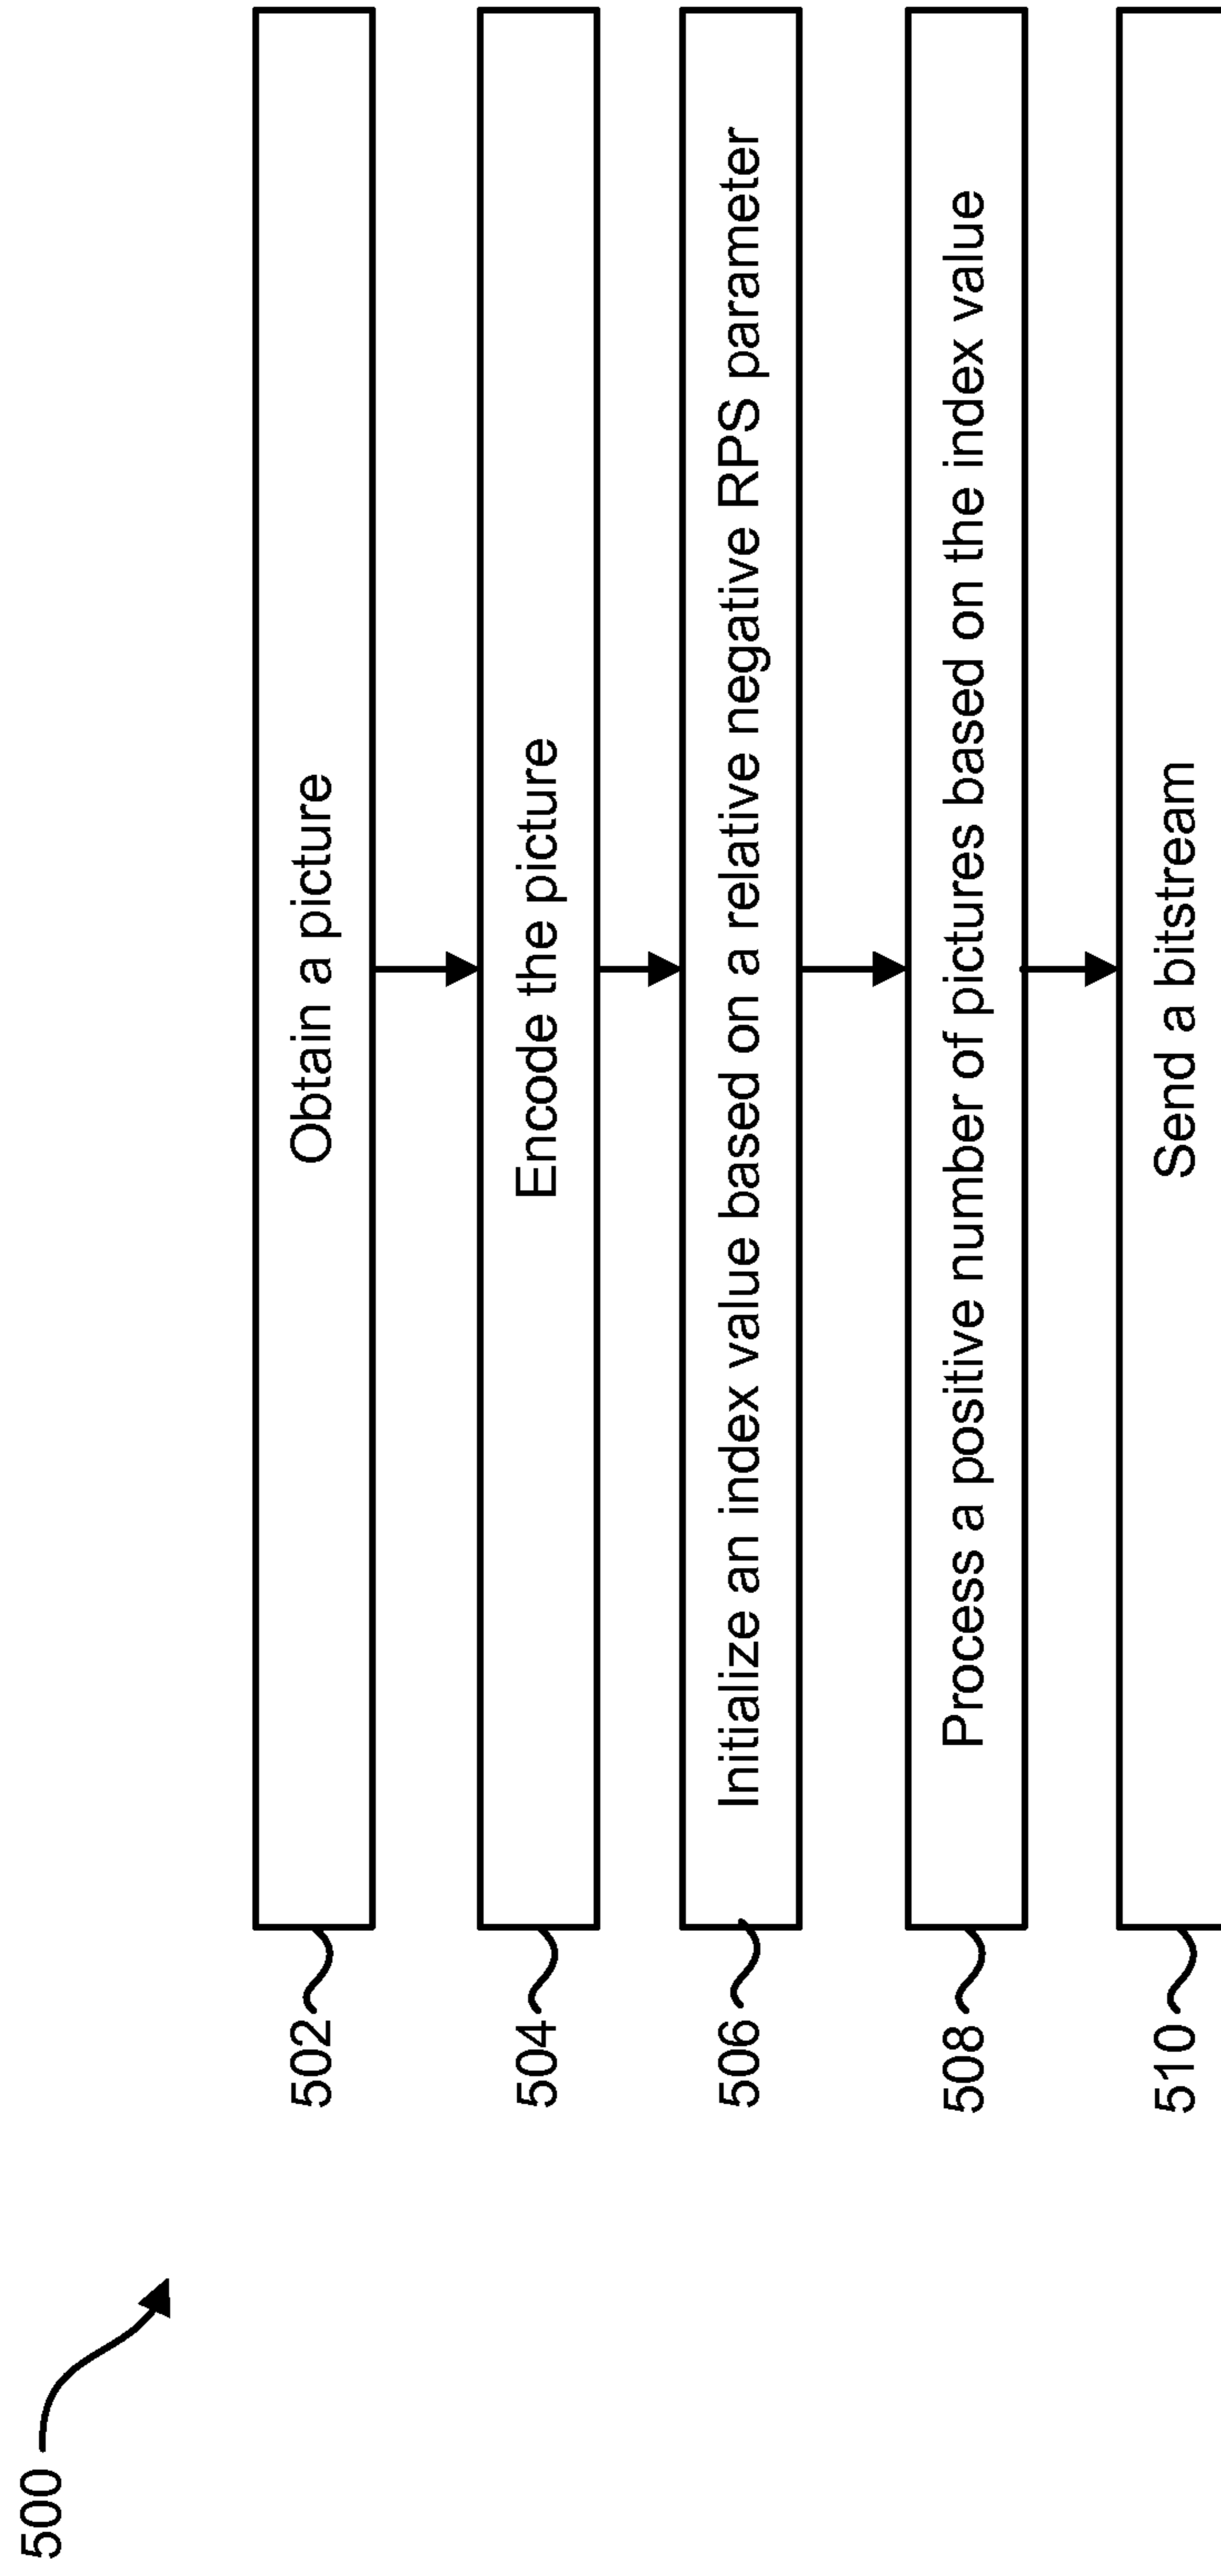 500
502
Obtain a picture
504
Encode the picture
506
Initialize an index value based on a relative negative RPS parameter
508
Process a positive number of pictures based on the index value
510
Send a bitstream